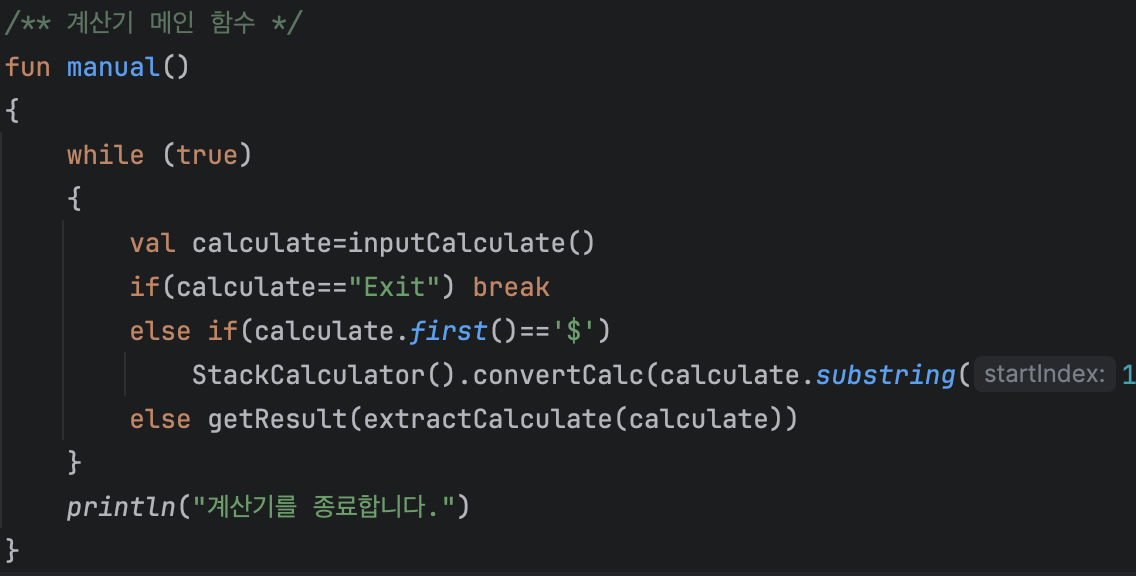 /** 계산기 메인 함수 */
fun manual()
{
while (true)
{
val calculate=inputCalculate()
if(calculate=="Exit") break
else if(calculate.first()=='$')
StackCalculator().convertCalc(calculate.substring( startIndex: 1
else getResult(extractCalculate(calculate))
}
println("계산기를 종료합니다.")
}